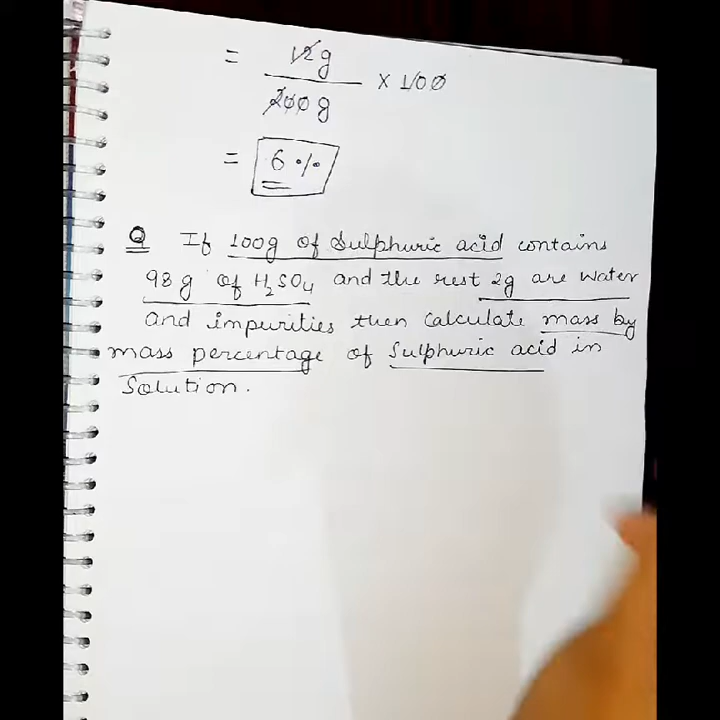 = 12g
× 100
200g
= 6 %
Q If 100g of Sulphuric acid contains
98 g of H₂SO₄ and the rest 2g are water
and impurities then calculate mass by
mass percentage of Sulphuric acid in
Solution.